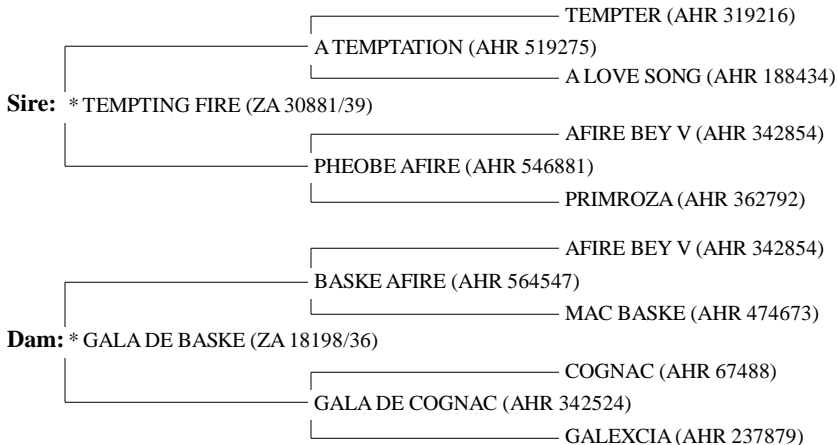 TEMPTER (AHR 319216)
A TEMPTATION (AHR 519275)
A LOVE SONG (AHR 188434)
Sire: * TEMPTING FIRE (ZA 30881/39)
AFIRE BEY V (AHR 342854)
PHEOBE AFIRE (AHR 546881)
PRIMROZA (AHR 362792)
AFIRE BEY V (AHR 342854)
BASKE AFIRE (AHR 564547)
MAC BASKE (AHR 474673)
Dam: * GALA DE BASKE (ZA 18198/36)
COGNAC (AHR 67488)
GALA DE COGNAC (AHR 342524)
GALEXCIA (AHR 237879)